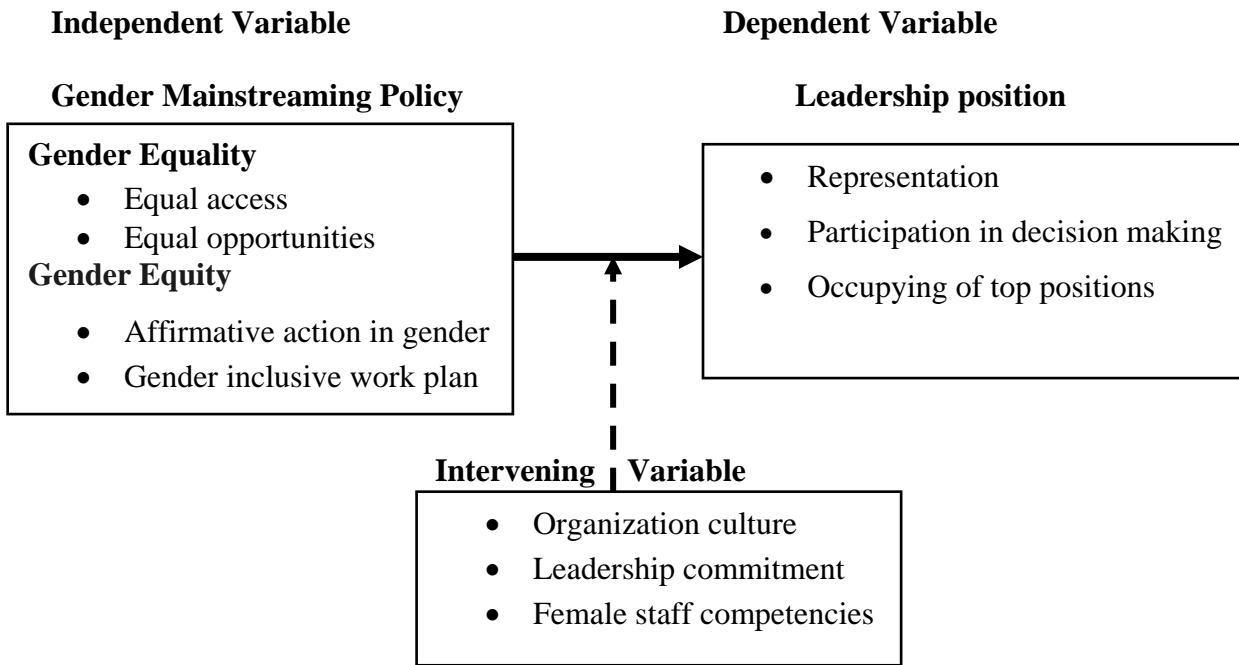 Independent Variable
Dependent Variable
Gender Mainstreaming Policy
Leadership position
Gender Equality
• Equal access
• Equal opportunities
Gender Equity
• Affirmative action in gender
• Gender inclusive work plan
• Representation
• Participation in decision making
• Occupying of top positions
Intervening Variable
• Organization culture
• Leadership commitment
• Female staff competencies